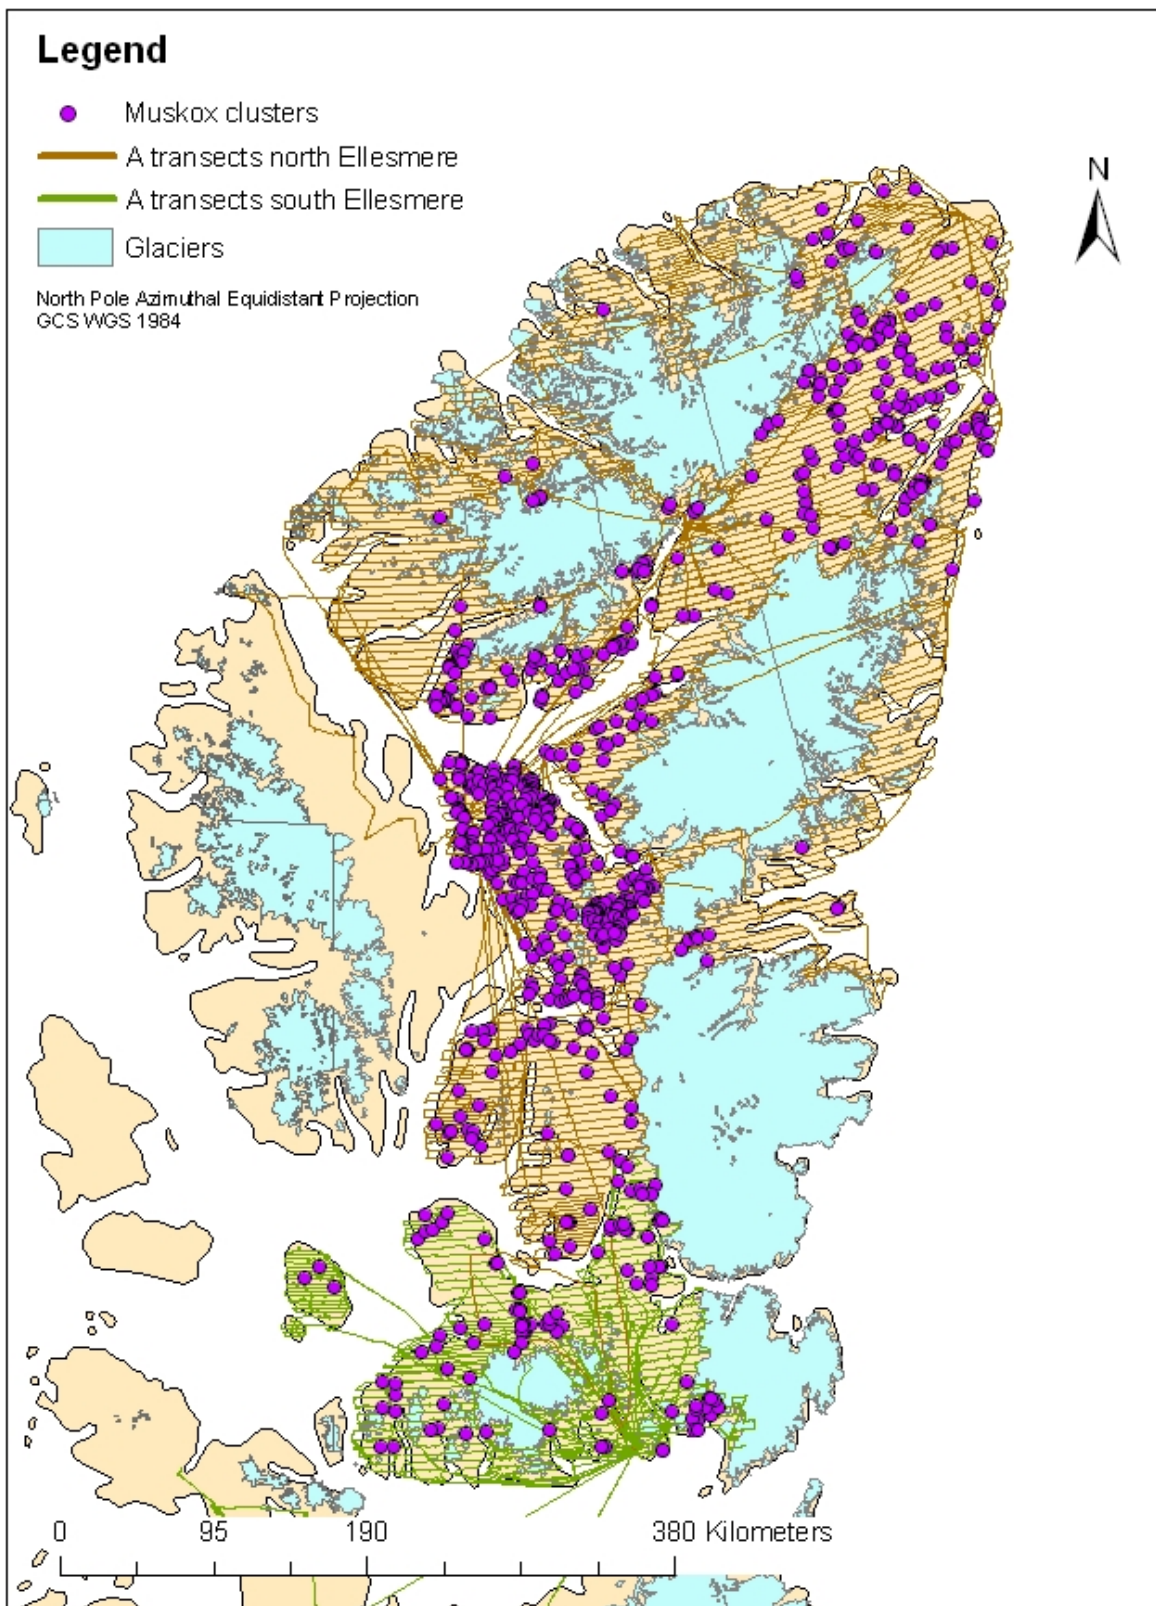 Legend
Muskox clusters
A transects north Ellesmere
A transects south Ellesmere
Glaciers
North Pole Azimuthal Equidistant Projection
GCS WGS 1984
N
0 95 190 380 Kilometers